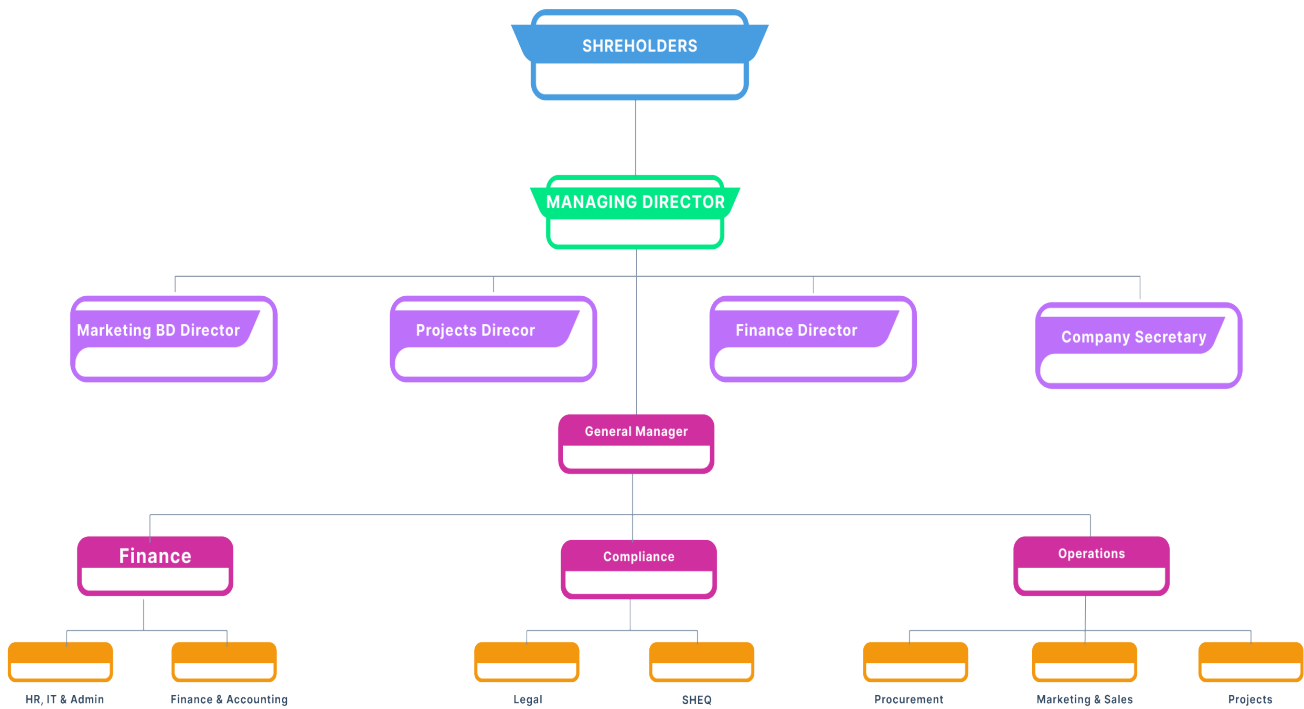 SHREHOLDERS
MANAGING DIRECTOR
Marketing BD Director
Projects Direcor
Finance Director
Company Secretary
General Manager
Finance
Compliance
Operations
HR, IT & Admin
Finance & Accounting
Legal
SHEQ
Procurement
Marketing & Sales
Projects